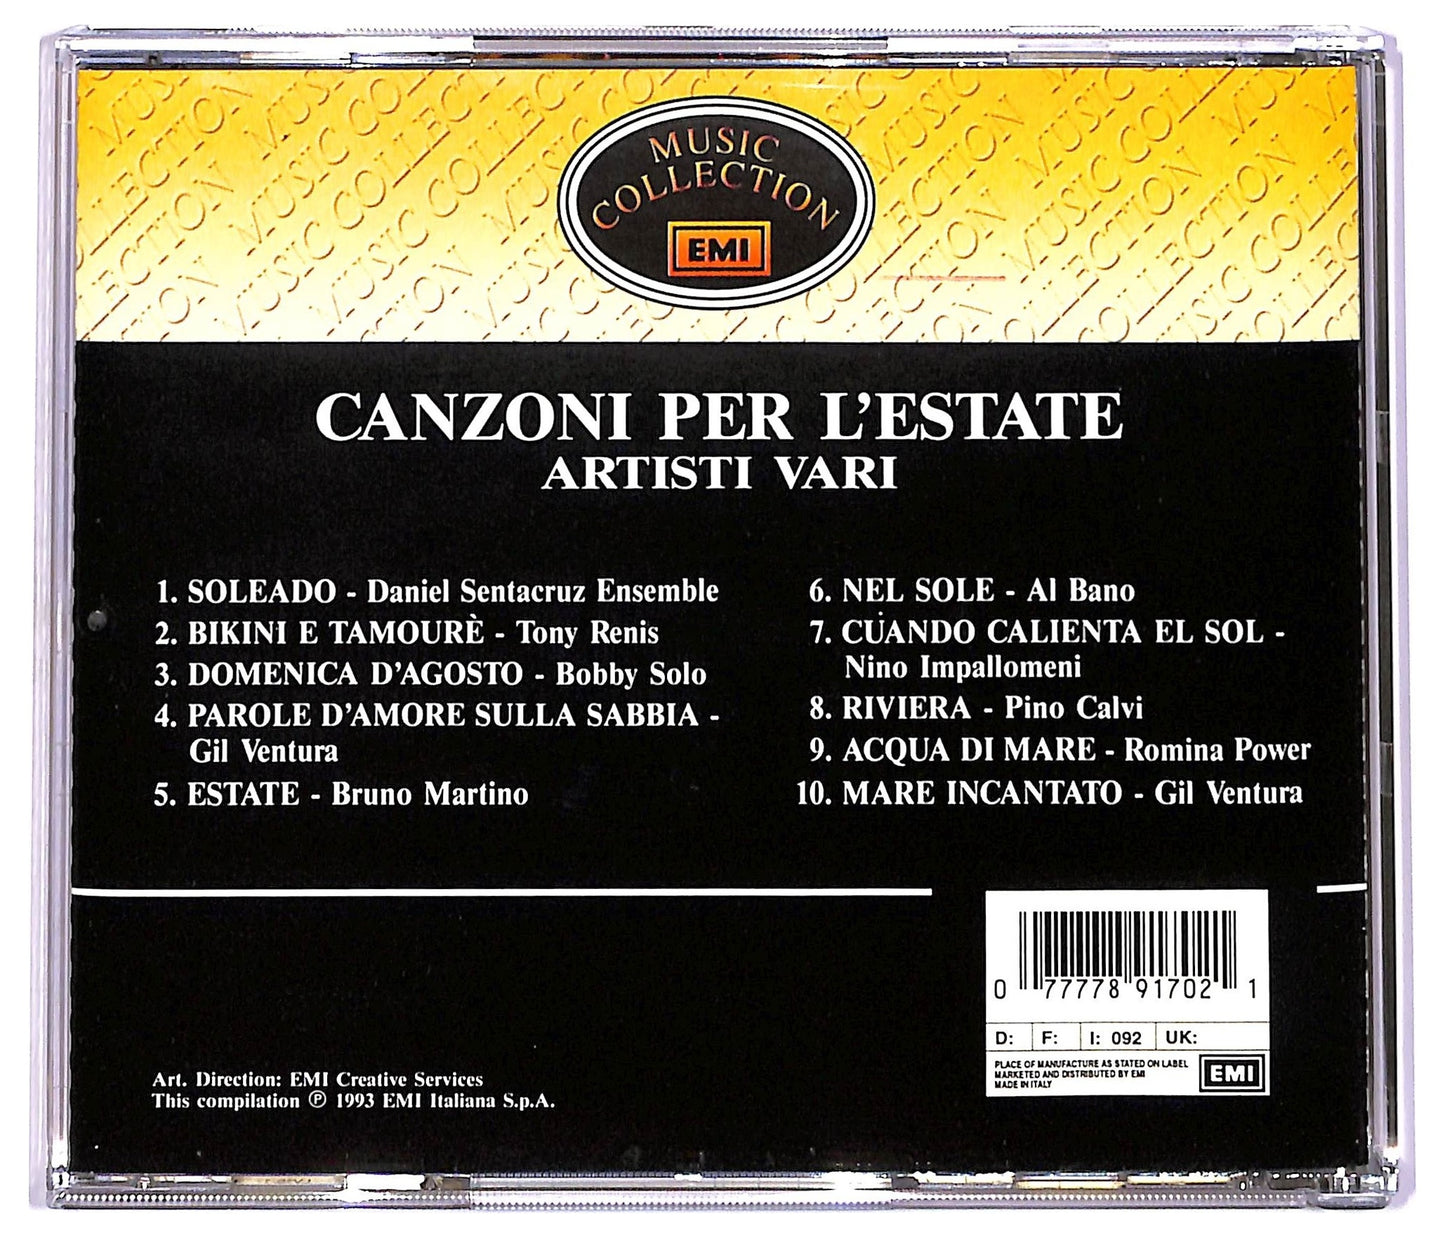 MUSIC
COLLECTION
EMI
CANZONI PER L'ESTATE
ARTISTI VARI
1. SOLEADO - Daniel Sentacruz Ensemble
2. BIKINI E TAMOURÈ - Tony Renis
3. DOMENICA D'AGOSTO - Bobby Solo
4. PAROLE D'AMORE SULLA SABBIA -
Gil Ventura
5. ESTATE - Bruno Martino
6. NEL SOLE - Al Bano
7. CUANDO CALIENTA EL SOL -
Nino Impallomeni
8. RIVIERA - Pino Calvi
9. ACQUA DI MARE - Romina Power
10. MARE INCANTATO - Gil Ventura
0 77778 91702 1
D: F: I: 092 UK:
PLACE OF MANUFACTURE AS STATED ON LABEL
MARKETED AND DISTRIBUTED BY EMI
MADE IN ITALY
EMI
Art. Direction: EMI Creative Services
This compilation ℗ 1993 EMI Italiana S.p.A.